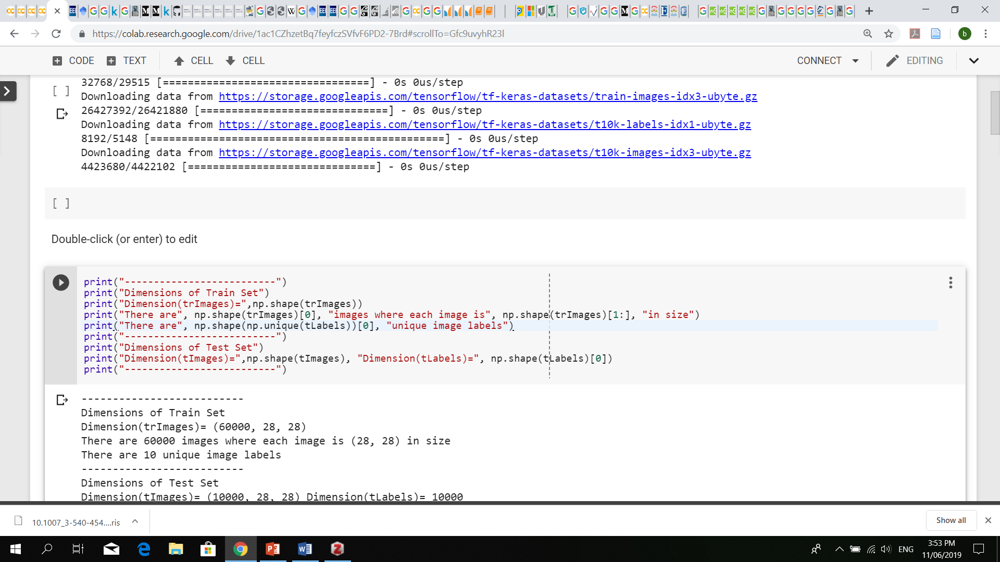 https://colab.research.google.com/drive/1ac1CZhzetBq7feyfczSVfvF6PD2-7Brd#scrollTo=Gfc9uvyhR23l
b
CODE TEXT CELL CELL CONNECT EDITING
32768/29515 [=================================] - 0s 0us/step
[ ]
Downloading data from https://storage.googleapis.com/tensorflow/tf-keras-datasets/train-images-idx3-ubyte.gz
26427392/26421880 [==============================] - 0s 0us/step
Downloading data from https://storage.googleapis.com/tensorflow/tf-keras-datasets/t10k-labels-idx1-ubyte.gz
8192/5148 [===============================================] - 0s 0us/step
Downloading data from https://storage.googleapis.com/tensorflow/tf-keras-datasets/t10k-images-idx3-ubyte.gz
4423680/4422102 [==============================] - 0s 0us/step
[ ]
Double-click (or enter) to edit
print("--------------------------")
print("Dimensions of Train Set")
print("Dimension(trImages)=",np.shape(trImages))
print("There are", np.shape(trImages)[0], "images where each image is", np.shape(trImages)[1:], "in size")
print("There are", np.shape(np.unique(tLabels))[0], "unique image labels")
print("--------------------------")
print("Dimensions of Test Set")
print("Dimension(tImages)=",np.shape(tImages), "Dimension(tLabels)=", np.shape(tLabels)[0])
print("--------------------------")
--------------------------
Dimensions of Train Set
Dimension(trImages)= (60000, 28, 28)
There are 60000 images where each image is (28, 28) in size
There are 10 unique image labels
--------------------------
Dimensions of Test Set
Dimension(tImages)= (10000, 28, 28) Dimension(tLabels)= 10000
10.1007_3-540-454....ris
Show all
ENG
3:53 PM
11/06/2019